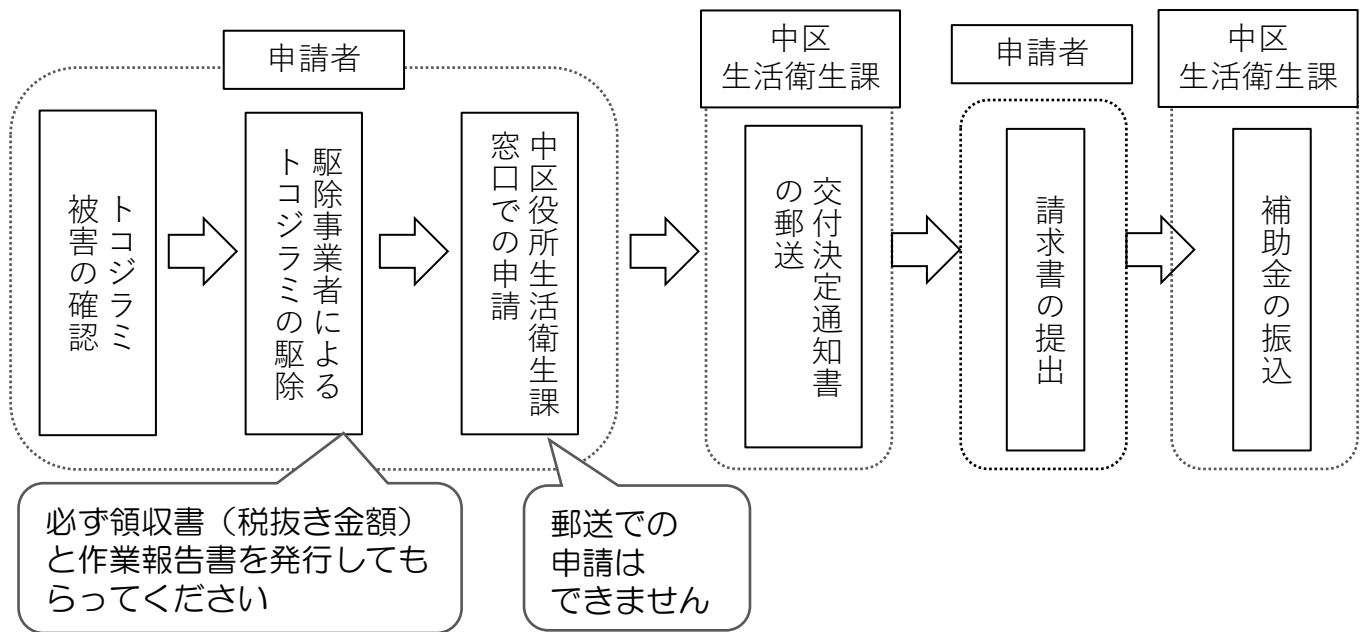 申請者
トコジラミ
被害の確認
駆除事業者による
トコジラミの駆除
中区役所生活衛生課
窓口での申請
必ず領収書（税抜き金額）
と作業報告書を発行しても
らってください
郵送での
申請は
できません
中区
生活衛生課
交付決定通知書
の郵送
申請者
請求書の提出
中区
生活衛生課
補助金の振込